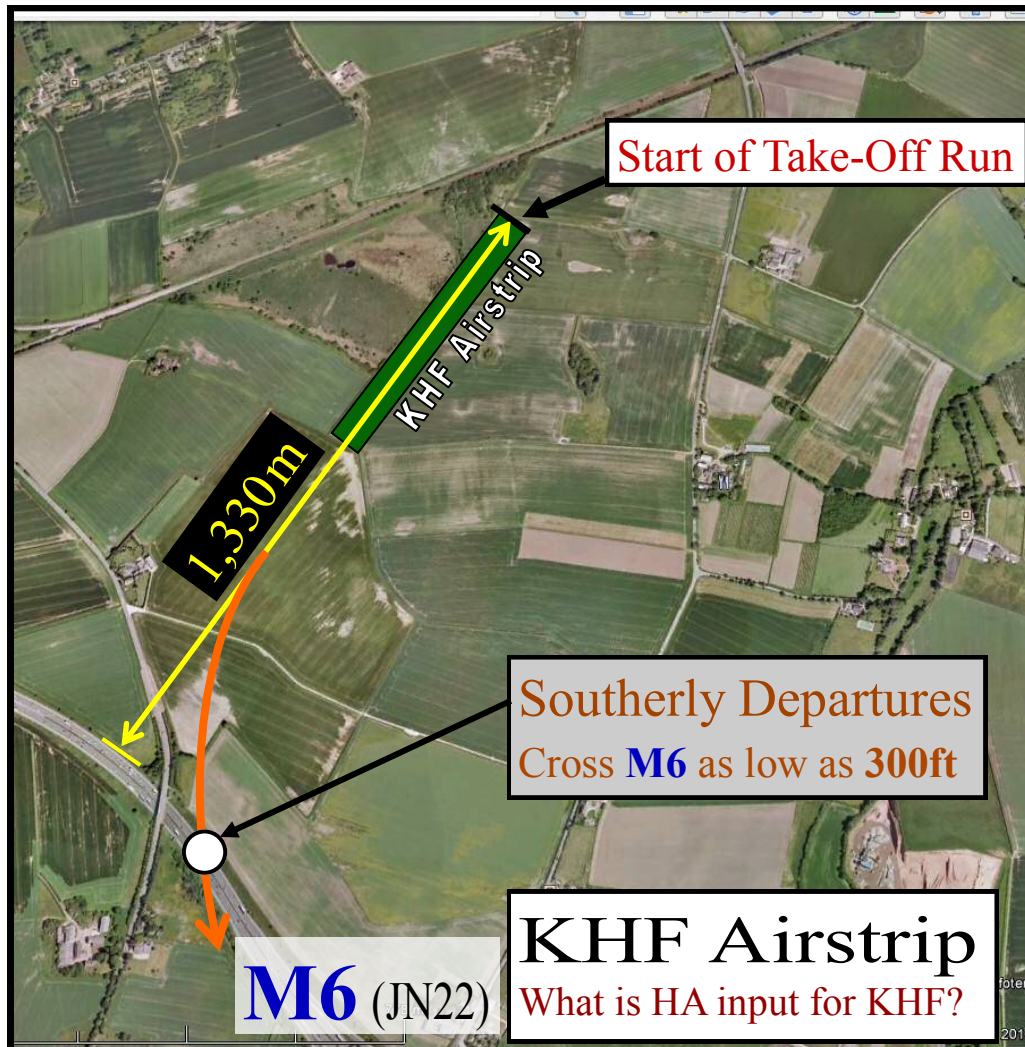 Start of Take-Off Run
KHF Airstrip
1,330m
Southerly Departures
Cross M6 as low as 300ft
M6 (JN22)
KHF Airstrip
What is HA input for KHF?